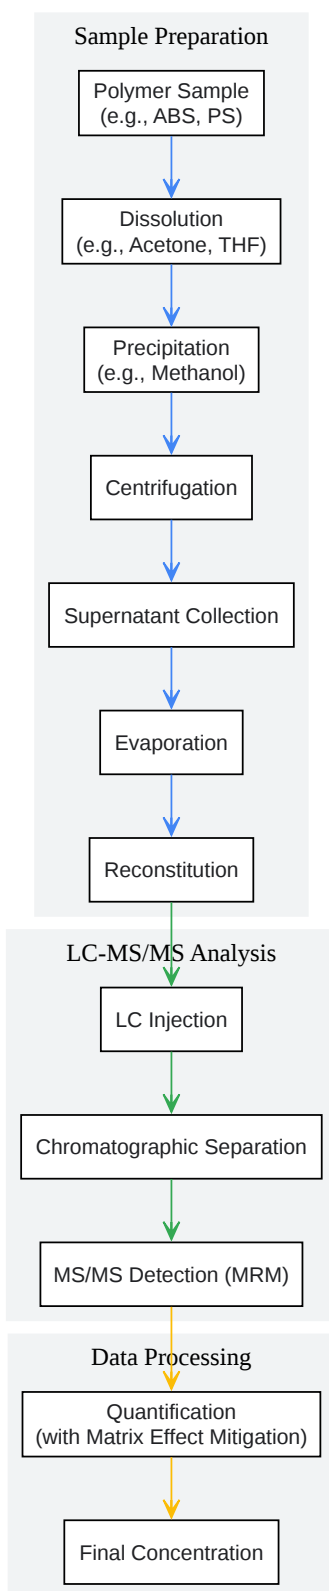 Sample Preparation
Polymer Sample
(e.g., ABS, PS)
Dissolution
(e.g., Acetone, THF)
Precipitation
(e.g., Methanol)
Centrifugation
Supernatant Collection
Evaporation
Reconstitution
LC-MS/MS Analysis
LC Injection
Chromatographic Separation
MS/MS Detection (MRM)
Data Processing
Quantification
(with Matrix Effect Mitigation)
Final Concentration